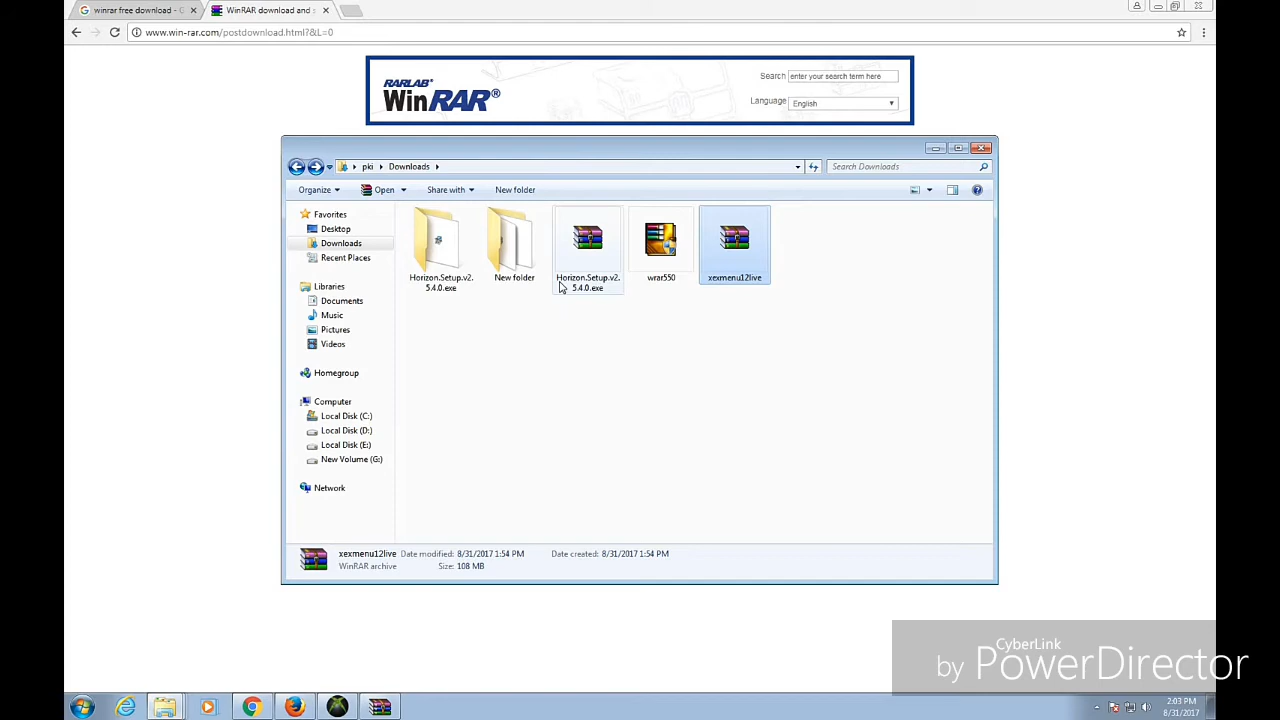 winrar free download - G
WinRAR download and s
www.win-rar.com/postdownload.html?&L=0
RARLAB®
WinRAR®
Search enter your search term here
Language English
pki Downloads
Search Downloads
Organize Open Share with New folder
Favorites
Desktop
Downloads
Recent Places
Libraries
Documents
Music
Pictures
Videos
Homegroup
Computer
Local Disk (C:)
Local Disk (D:)
Local Disk (E:)
New Volume (G:)
Network
Horizon.Setup.v2.
5.4.0.exe
New folder
Horizon.Setup.v2.
5.4.0.exe
wrar550
xexmenu12live
xexmenu12live Date modified: 8/31/2017 1:54 PM Date created: 8/31/2017 1:54 PM
WinRAR archive Size: 108 MB
CyberLink
by PowerDirector
2:03 PM
8/31/2017